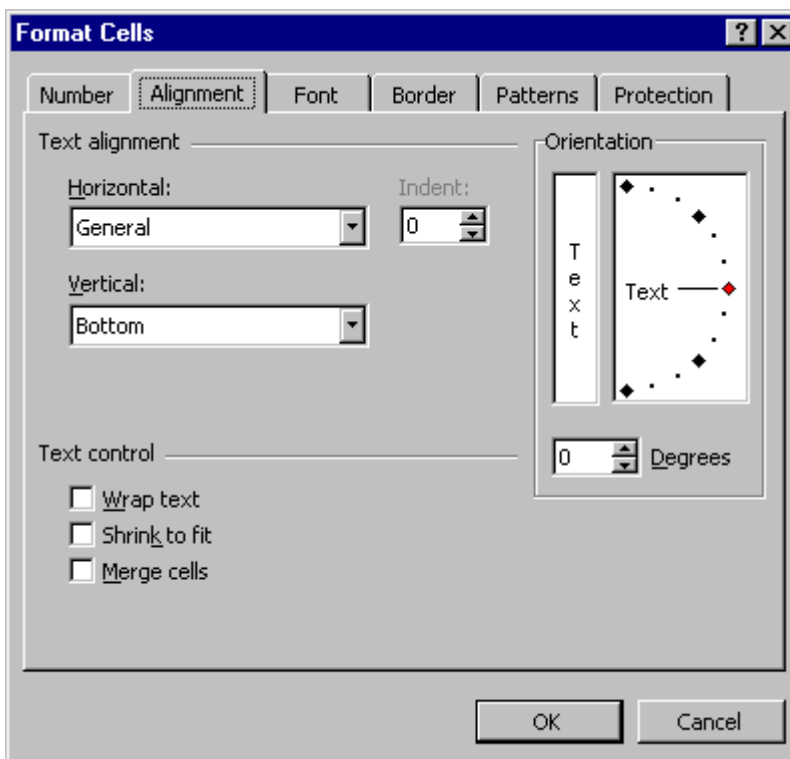 Format Cells
Number Alignment Font Border Patterns Protection
Text alignment
Horizontal:
General
Indent:
0
Vertical:
Bottom
Orientation
T
e
x
t
Text
0 Degrees
Text control
Wrap text
Shrink to fit
Merge cells
OK Cancel